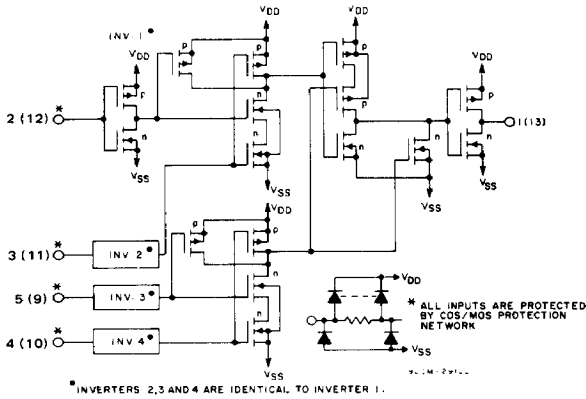 INV. 1 *
VDD
VDD
VDD
p
p
p
p
p
p
n
n
n
n
n
n
2 (12) *
1 (13)
VSS
VSS
VSS
VSS
VDD
3 (11) *
INV. 2 *
p
p
n
n
5 (9) *
INV. 3 *
4 (10) *
INV. 4 *
VSS
VDD
VSS
* ALL INPUTS ARE PROTECTED
BY COS/MOS PROTECTION
NETWORK
* INVERTERS 2, 3 AND 4 ARE IDENTICAL TO INVERTER 1.